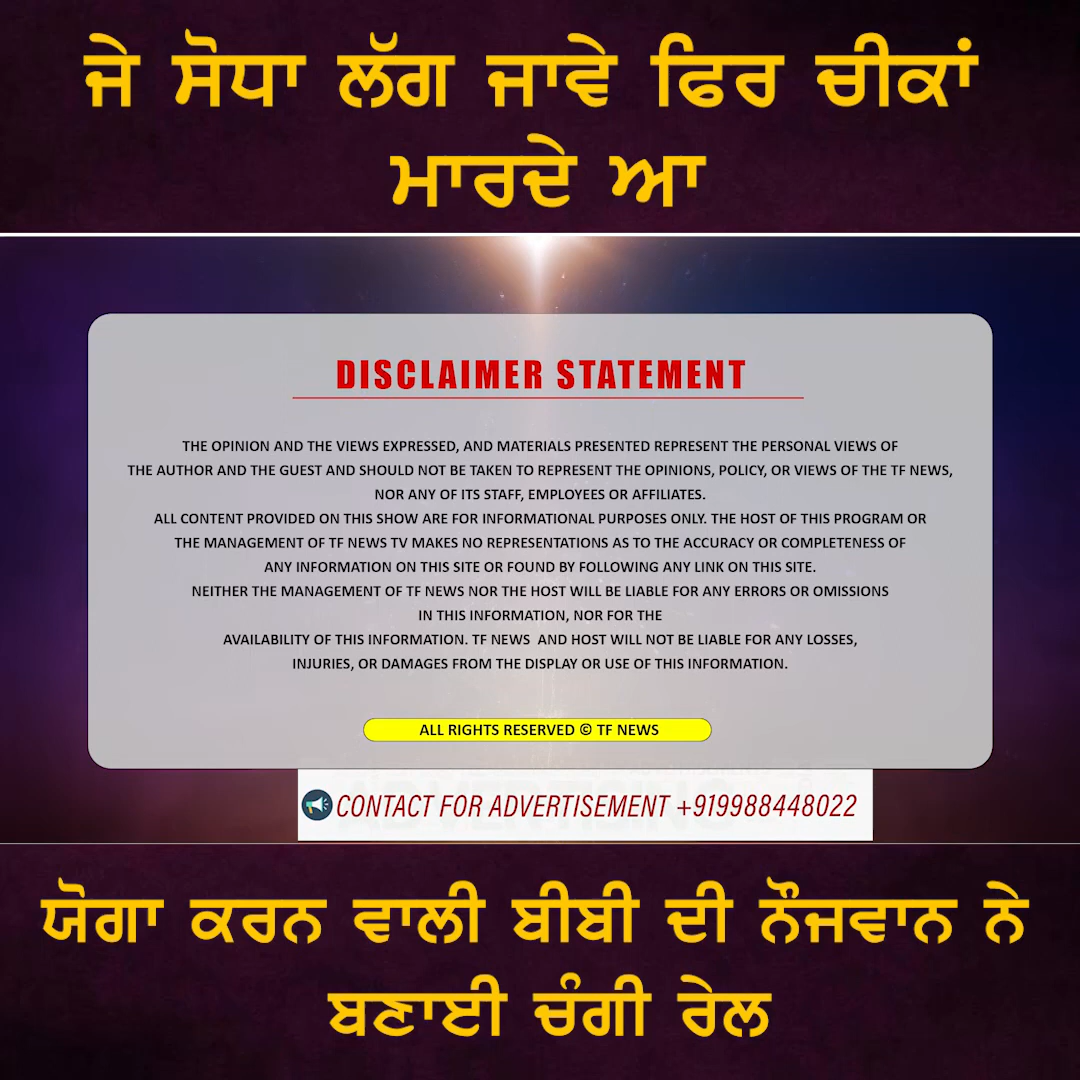 ਜੇ ਸੋਧਾ ਲੱਗ ਜਾਵੇ ਫਿਰ ਚੀਕਾਂ
ਮਾਰਦੇ ਆ
DISCLAIMER STATEMENT
THE OPINION AND THE VIEWS EXPRESSED, AND MATERIALS PRESENTED REPRESENT THE PERSONAL VIEWS OF
THE AUTHOR AND THE GUEST AND SHOULD NOT BE TAKEN TO REPRESENT THE OPINIONS, POLICY, OR VIEWS OF THE TF NEWS,
NOR ANY OF ITS STAFF, EMPLOYEES OR AFFILIATES.
ALL CONTENT PROVIDED ON THIS SHOW ARE FOR INFORMATIONAL PURPOSES ONLY. THE HOST OF THIS PROGRAM OR
THE MANAGEMENT OF TF NEWS TV MAKES NO REPRESENTATIONS AS TO THE ACCURACY OR COMPLETENESS OF
ANY INFORMATION ON THIS SITE OR FOUND BY FOLLOWING ANY LINK ON THIS SITE.
NEITHER THE MANAGEMENT OF TF NEWS NOR THE HOST WILL BE LIABLE FOR ANY ERRORS OR OMISSIONS
IN THIS INFORMATION, NOR FOR THE
AVAILABILITY OF THIS INFORMATION. TF NEWS AND HOST WILL NOT BE LIABLE FOR ANY LOSSES,
INJURIES, OR DAMAGES FROM THE DISPLAY OR USE OF THIS INFORMATION.
ALL RIGHTS RESERVED © TF NEWS
CONTACT FOR ADVERTISEMENT +919988448022
ਯੋਗਾ ਕਰਨ ਵਾਲੀ ਬੀਬੀ ਦੀ ਨੌਜਵਾਨ ਨੇ
ਬਣਾਈ ਚੰਗੀ ਰੇਲ